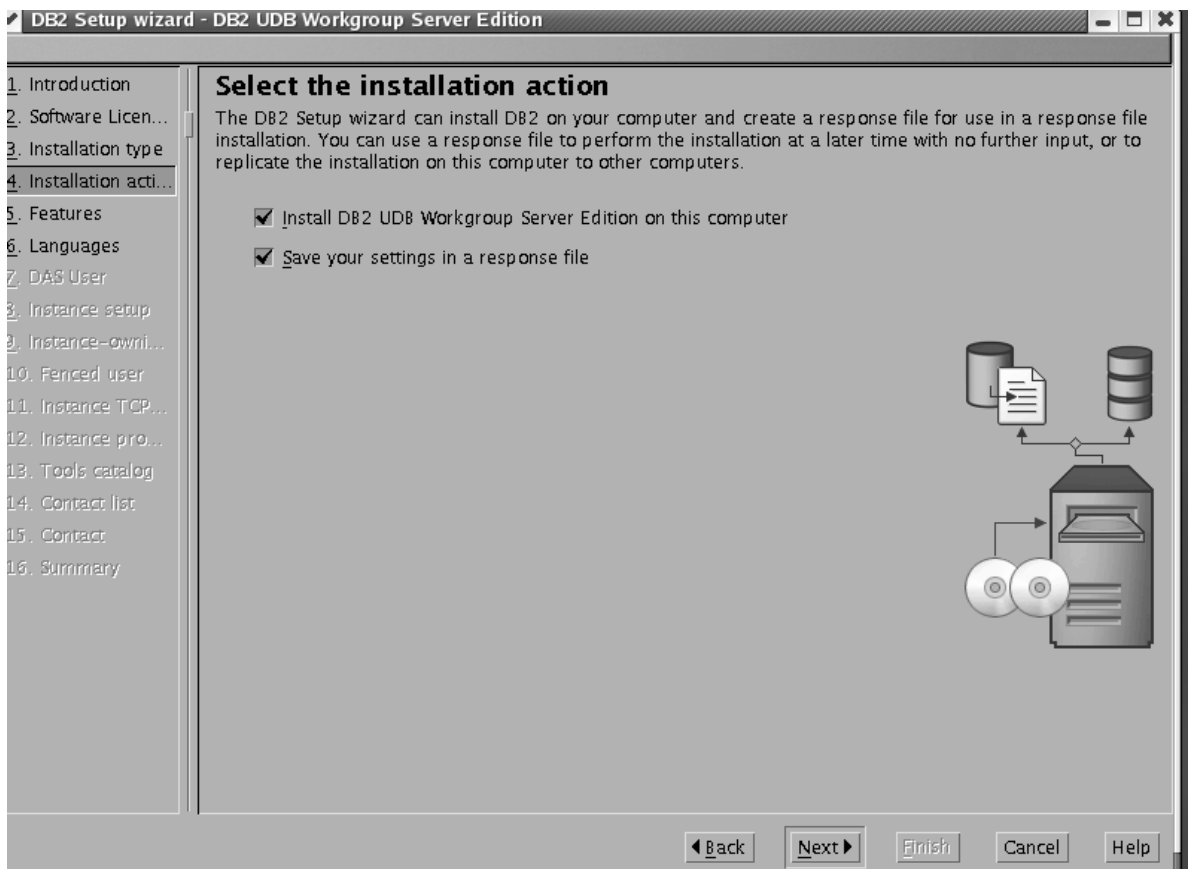 DB2 Setup wizard - DB2 UDB Workgroup Server Edition
1. Introduction
2. Software Licen...
3. Installation type
4. Installation acti...
5. Features
6. Languages
7. DAS User
8. Instance setup
9. Instance-owni...
10. Fenced user
11. Instance TCP...
12. Instance pro...
13. Tools catalog
14. Contact list
15. Contact
16. Summary
Select the installation action
The DB2 Setup wizard can install DB2 on your computer and create a response file for use in a response file
installation. You can use a response file to perform the installation at a later time with no further input, or to
replicate the installation on this computer to other computers.
Install DB2 UDB Workgroup Server Edition on this computer
Save your settings in a response file
Back Next Finish Cancel Help